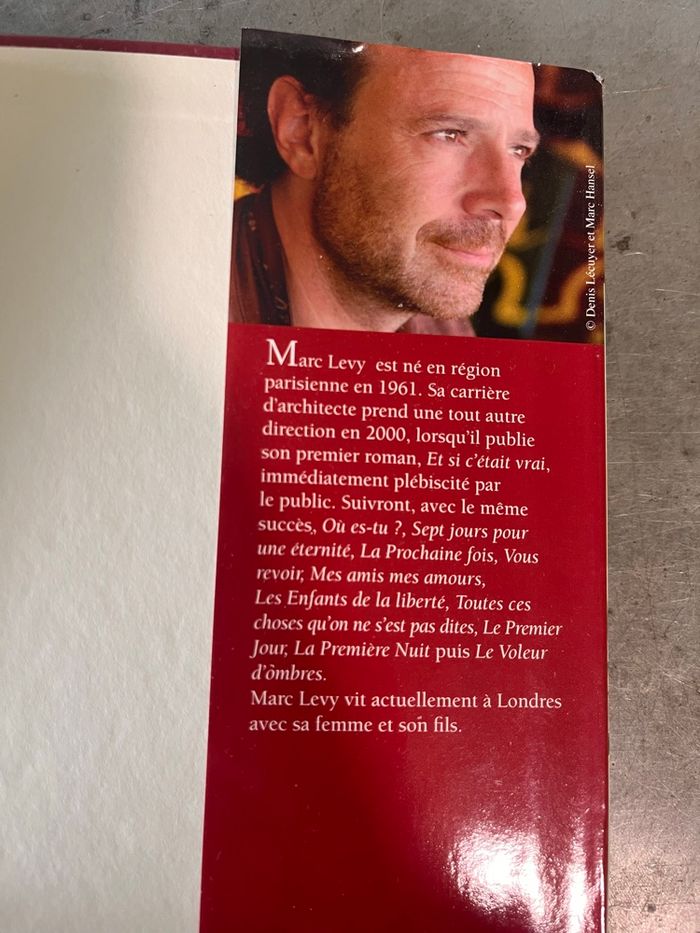 © Denis Lécuyer et Marc Hansel
Marc Levy est né en région
parisienne en 1961. Sa carrière
d'architecte prend une tout autre
direction en 2000, lorsqu'il publie
son premier roman, Et si c'était vrai,
immédiatement plébiscité par
le public. Suivront, avec le même
succès, Où es-tu ?, Sept jours pour
une éternité, La Prochaine fois, Vous
revoir, Mes amis mes amours,
Les Enfants de la liberté, Toutes ces
choses qu'on ne s'est pas dites, Le Premier
Jour, La Première Nuit puis Le Voleur
d'ombres.
Marc Levy vit actuellement à Londres
avec sa femme et son fils.